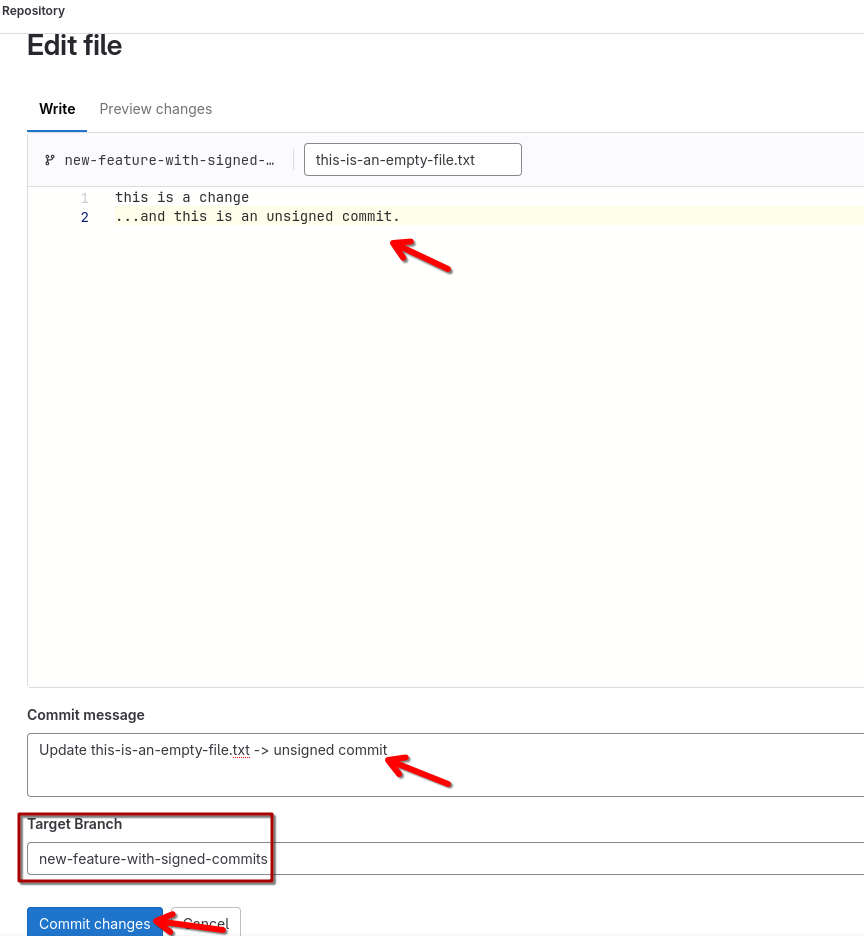 Repository
Edit file
Write Preview changes
new-feature-with-signed-… this-is-an-empty-file.txt
1 this is a change
2 ...and this is an unsigned commit.
Commit message
Update this-is-an-empty-file.txt -> unsigned commit
Target Branch
new-feature-with-signed-commits
Commit changes Cancel